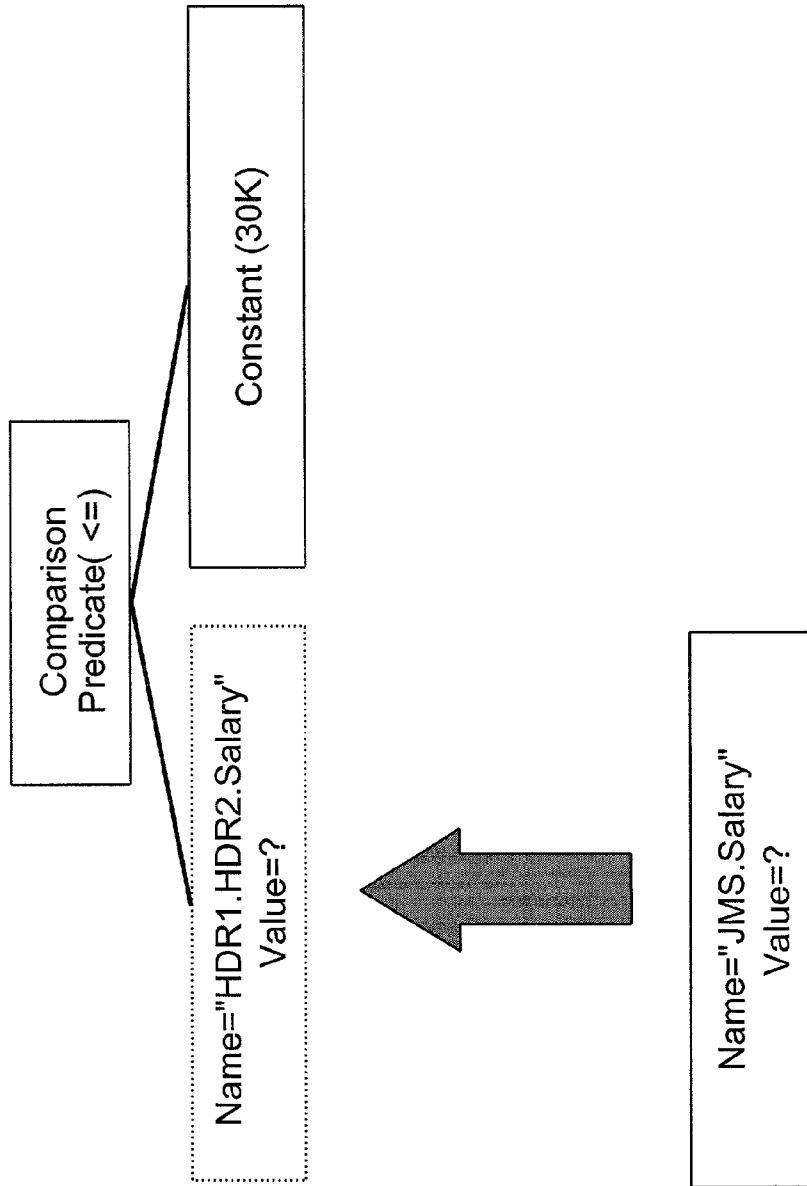 Comparison
Predicate( <=)
Name="HDR1.HDR2.Salary"
Value=?
Constant (30K)
Name="JMS.Salary"
Value=?